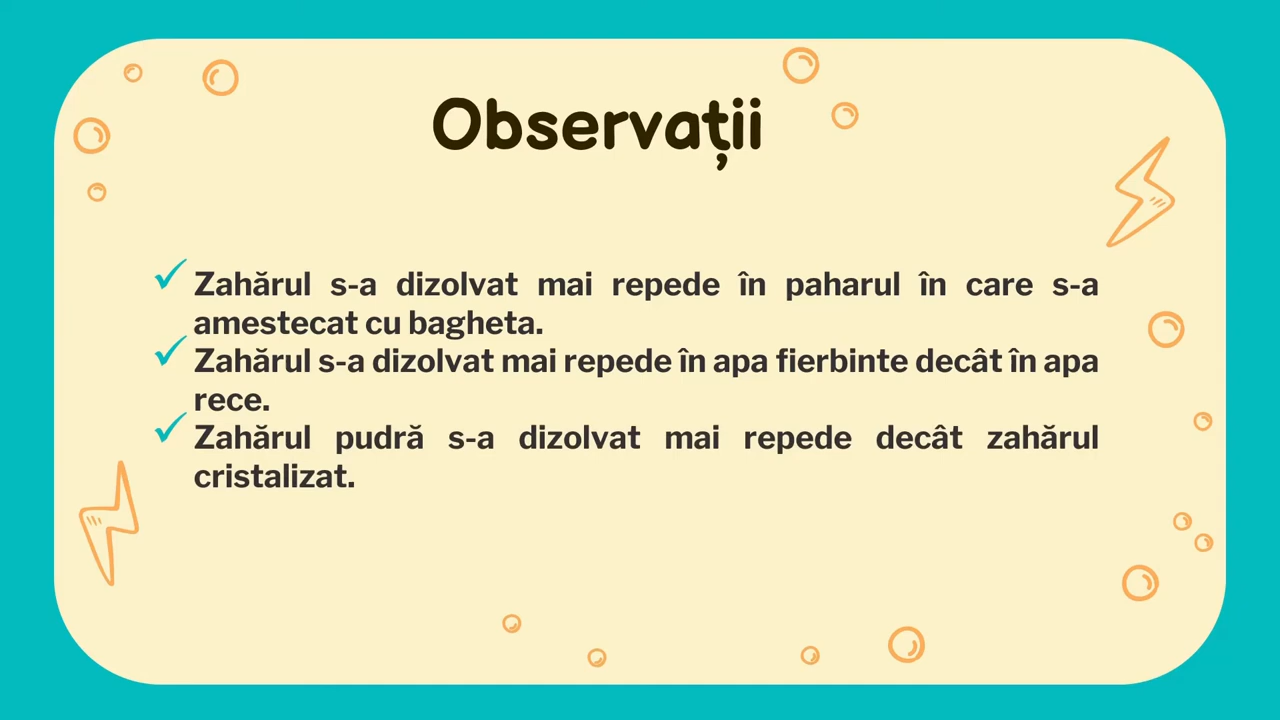 Observații
Zahărul s-a dizolvat mai repede în paharul în care s-a
amestecat cu bagheta.
Zahărul s-a dizolvat mai repede în apa fierbinte decât în apa
rece.
Zahărul pudră s-a dizolvat mai repede decât zahărul
cristalizat.